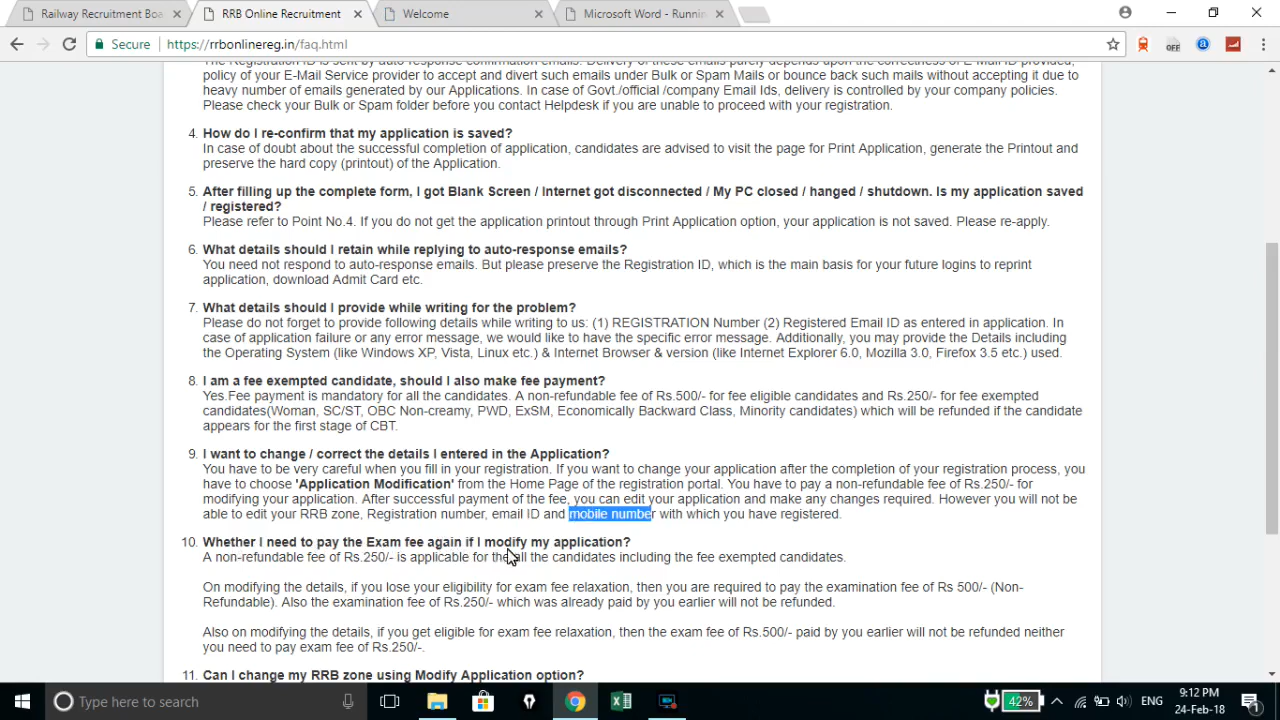 Railway Recruitment Boa
RRB Online Recruitment
Welcome
Microsoft Word - Runnin
Secure
https://rrbonlinereg.in/faq.html
OFF
a
The Registration ID is sent by auto response confirmation emails. Delivery of these emails purely depends upon the correctness of E-Mail ID provided,
policy of your E-Mail Service provider to accept and divert such emails under Bulk or Spam Mails or bounce back such mails without accepting it due to
heavy number of emails generated by our Applications. In case of Govt./official /company Email Ids, delivery is controlled by your company policies.
Please check your Bulk or Spam folder before you contact Helpdesk if you are unable to proceed with your registration.
4. How do I re-confirm that my application is saved?
In case of doubt about the successful completion of application, candidates are advised to visit the page for Print Application, generate the Printout and
preserve the hard copy (printout) of the Application.
5. After filling up the complete form, I got Blank Screen / Internet got disconnected / My PC closed / hanged / shutdown. Is my application saved
/ registered?
Please refer to Point No.4. If you do not get the application printout through Print Application option, your application is not saved. Please re-apply.
6. What details should I retain while replying to auto-response emails?
You need not respond to auto-response emails. But please preserve the Registration ID, which is the main basis for your future logins to reprint
application, download Admit Card etc.
7. What details should I provide while writing for the problem?
Please do not forget to provide following details while writing to us: (1) REGISTRATION Number (2) Registered Email ID as entered in application. In
case of application failure or any error message, we would like to have the specific error message. Additionally, you may provide the Details including
the Operating System (like Windows XP, Vista, Linux etc.) & Internet Browser & version (like Internet Explorer 6.0, Mozilla 3.0, Firefox 3.5 etc.) used.
8. I am a fee exempted candidate, should I also make fee payment?
Yes.Fee payment is mandatory for all the candidates. A non-refundable fee of Rs.500/- for fee eligible candidates and Rs.250/- for fee exempted
candidates(Woman, SC/ST, OBC Non-creamy, PWD, ExSM, Economically Backward Class, Minority candidates) which will be refunded if the candidate
appears for the first stage of CBT.
9. I want to change / correct the details I entered in the Application?
You have to be very careful when you fill in your registration. If you want to change your application after the completion of your registration process, you
have to choose 'Application Modification' from the Home Page of the registration portal. You have to pay a non-refundable fee of Rs.250/- for
modifying your application. After successful payment of the fee, you can edit your application and make any changes required. However you will not be
able to edit your RRB zone, Registration number, email ID and mobile number with which you have registered.
10. Whether I need to pay the Exam fee again if I modify my application?
A non-refundable fee of Rs.250/- is applicable for the all the candidates including the fee exempted candidates.
On modifying the details, if you lose your eligibility for exam fee relaxation, then you are required to pay the examination fee of Rs 500/- (Non-
Refundable). Also the examination fee of Rs.250/- which was already paid by you earlier will not be refunded.
Also on modifying the details, if you get eligible for exam fee relaxation, then the exam fee of Rs.500/- paid by you earlier will not be refunded neither
you need to pay exam fee of Rs.250/-.
11. Can I change my RRB zone using Modify Application option?
Type here to search
42%
ENG
9:12 PM
24-Feb-18
1